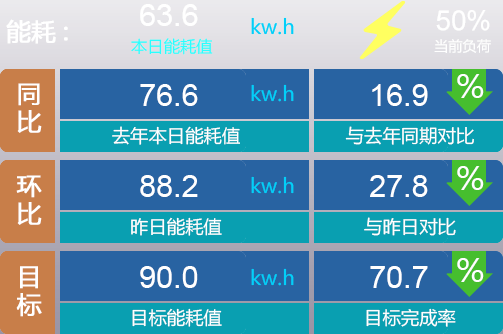 能耗： 63.6 kw.h 50%
本日能耗值 当前负荷
同比 76.6 kw.h 16.9 %
去年本日能耗值 与去年同期对比
环比 88.2 kw.h 27.8 %
昨日能耗值 与昨日对比
目标 90.0 kw.h 70.7 %
目标能耗值 目标完成率